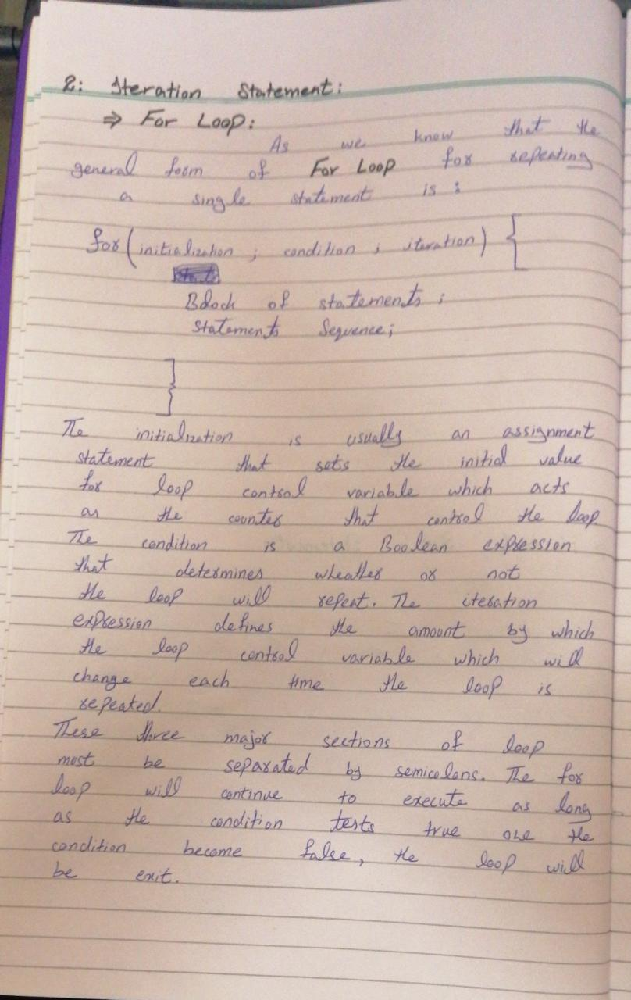 2: Iteration Statement:
⇒ For Loop:
As we know that the
general form of For Loop for repeating
a single statement is :
for (initialization ; condition ; iteration) {
Block of statements ;
Statements Sequence;
}
The initialization is usually an assignment
statement that sets the initial value
for loop control variable which acts
as the counter that control the loop.
The condition is a Boolean expression
that determines wheather or not
the loop will repeat. The iteration
expression defines the amount by which
the loop control variable which will
change each time the loop is
repeated.
These three major sections of loop
must be separated by semicolons. The for
loop will continue to execute as long
as the condition tests true one the
condition become false, the loop will
be exit.